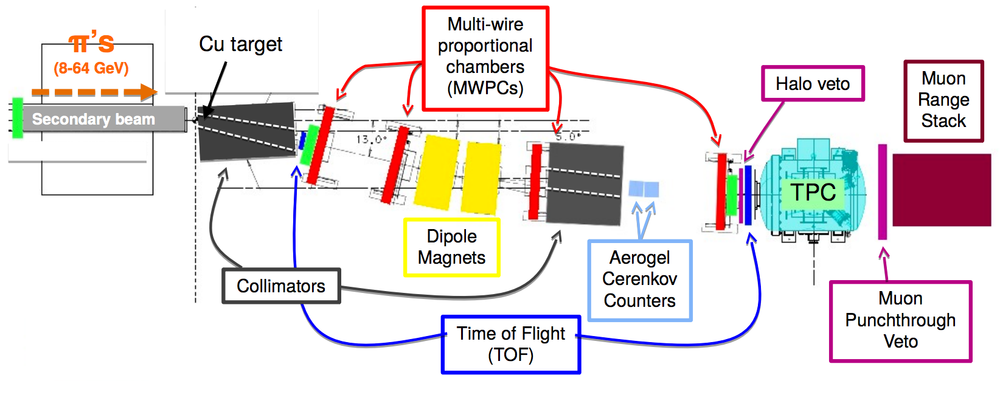 π's
(8-64 GeV)
Secondary beam
Cu target
Multi-wire
proportional
chambers
(MWPCs)
13.0°
5.0°
Halo veto
Muon
Range
Stack
TPC
Dipole
Magnets
Collimators
Aerogel
Cerenkov
Counters
Time of Flight
(TOF)
Muon
Punchthrough
Veto